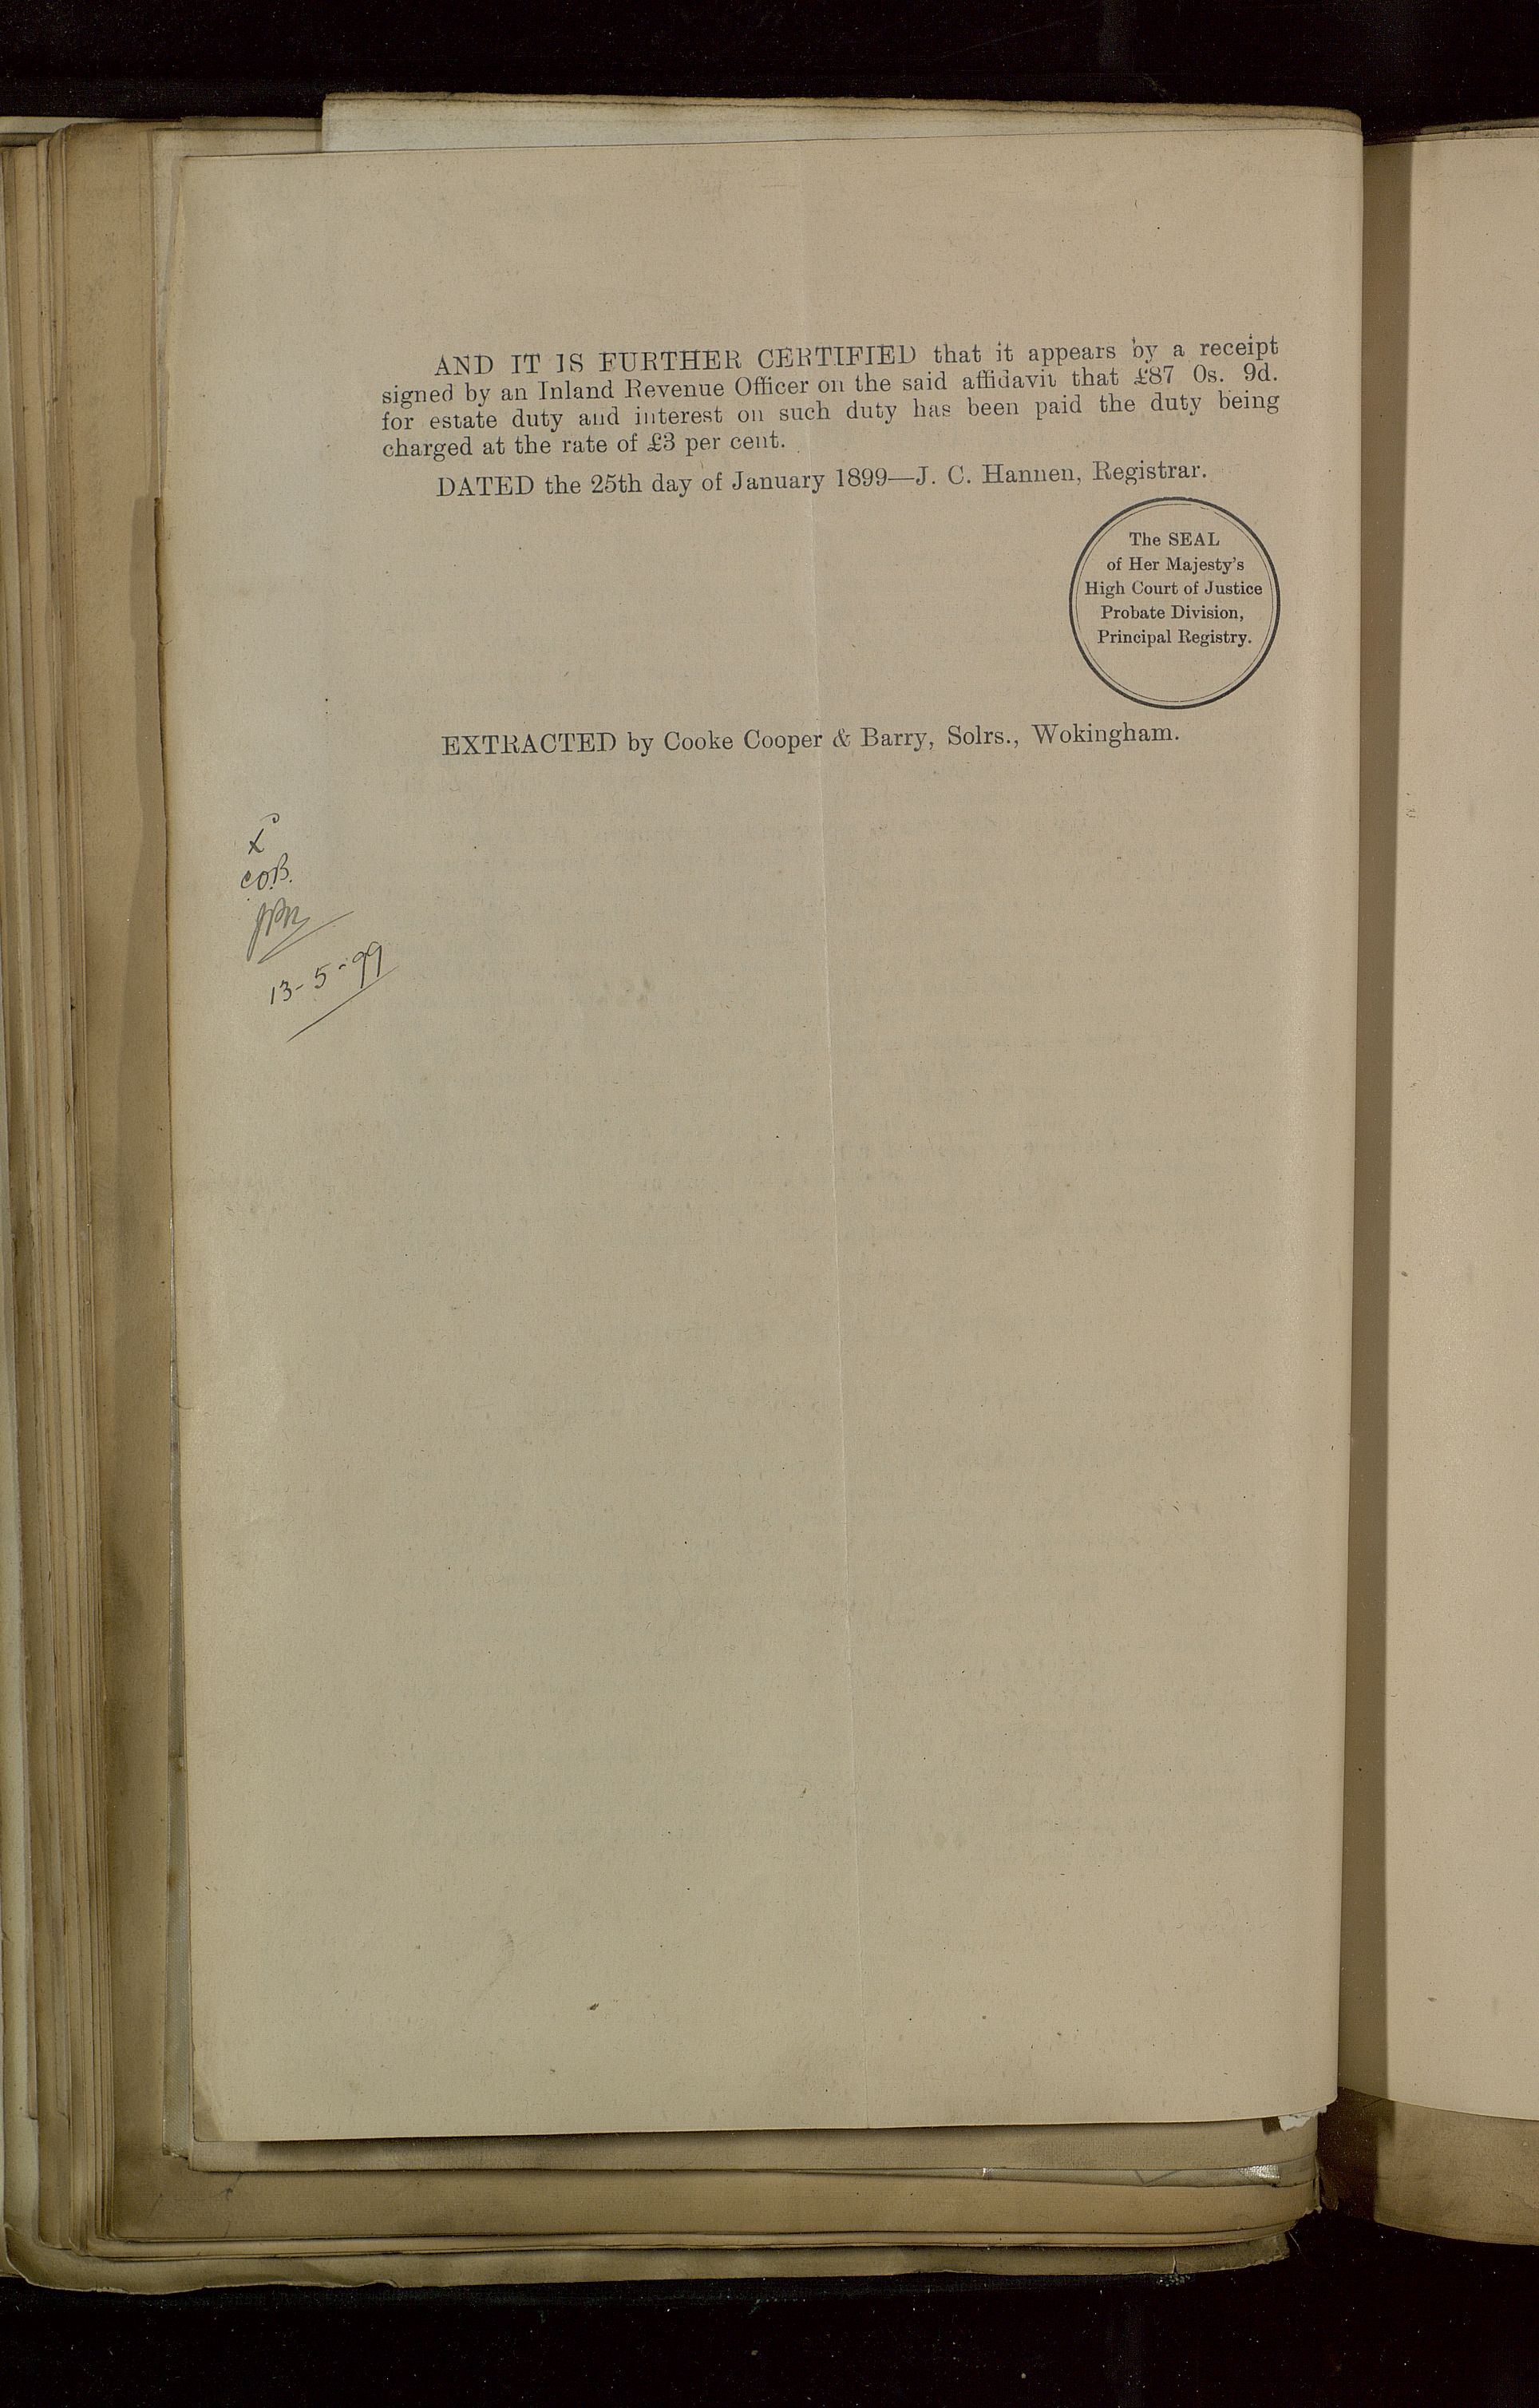 AND IT IS FURTHER CERTIFIED that it appears by a receipt
signed by an Inland Revenue Officer on the said affidavit that £87 0s. 9d.
for estate duty and interest on such duty has been paid the duty being
charged at the rate of £3 per cent.
DATED the 25th day of January 1899—J. C. Hannen, Registrar.
The SEAL
of Her Majesty's
High Court of Justice
Probate Division,
Principal Registry.
EXTRACTED by Cooke Cooper & Barry, Solrs., Wokingham.
13-5-99